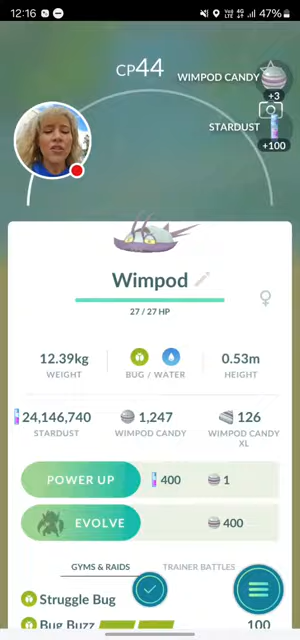 12:16
47%
CP44
WIMPOD CANDY
+3
STARDUST
+100
Wimpod
27 / 27 HP
12.39kg
WEIGHT
BUG / WATER
0.53m
HEIGHT
24,146,740
STARDUST
1,247
WIMPOD CANDY
126
WIMPOD CANDY XL
POWER UP
400
1
EVOLVE
400
GYMS & RAIDS
TRAINER BATTLES
Struggle Bug
Bug Buzz
100